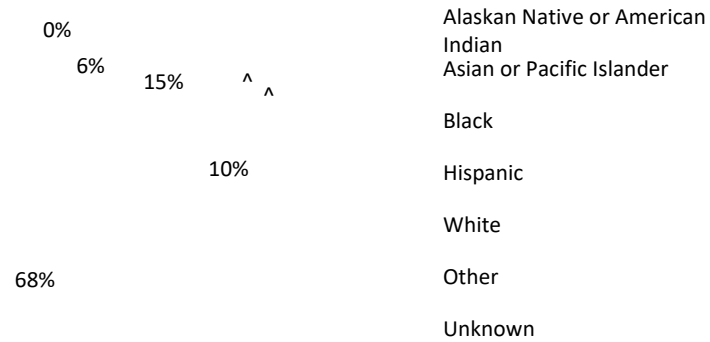 0%
6%
15%
^
^
10%
68%
Alaskan Native or American
Indian
Asian or Pacific Islander
Black
Hispanic
White
Other
Unknown